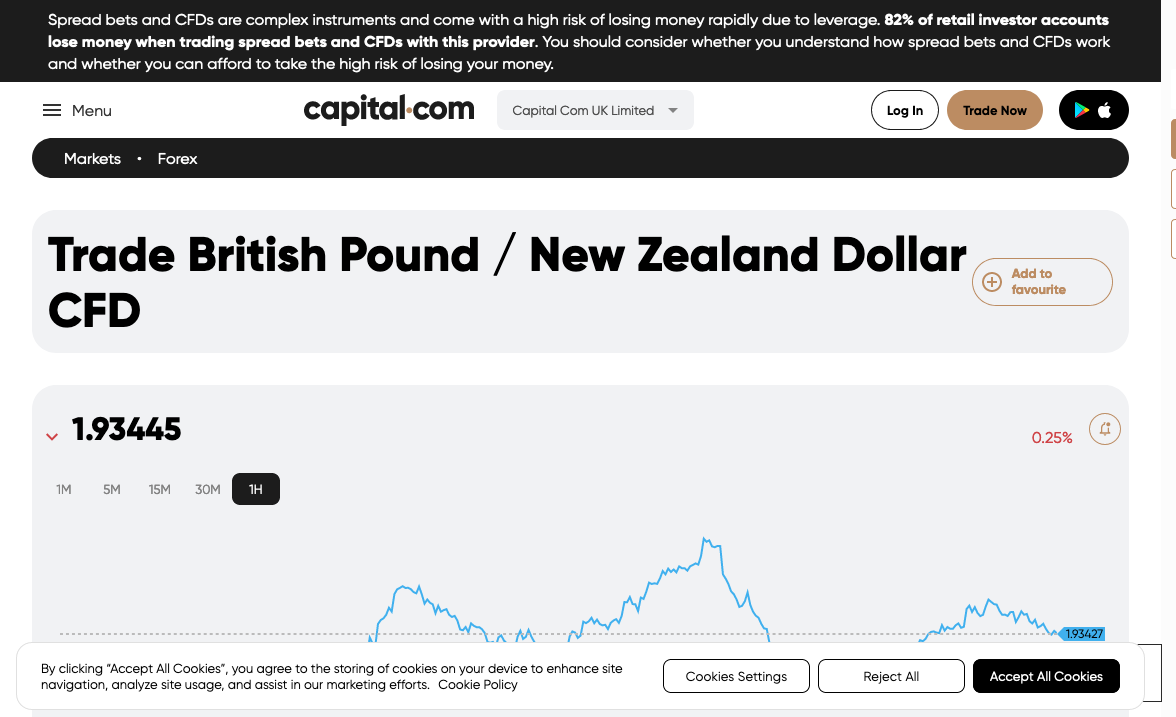 Spread bets and CFDs are complex instruments and come with a high risk of losing money rapidly due to leverage. 82% of retail investor accounts
lose money when trading spread bets and CFDs with this provider. You should consider whether you understand how spread bets and CFDs work
and whether you can afford to take the high risk of losing your money.
Menu
capital.com
Capital Com UK Limited
Log In
Trade Now
Markets • Forex
Trade British Pound / New Zealand Dollar
CFD
Add to
favourite
1.93445
0.25%
1M 5M 15M 30M 1H
1.93427
By clicking “Accept All Cookies”, you agree to the storing of cookies on your device to enhance site
navigation, analyze site usage, and assist in our marketing efforts. Cookie Policy
Cookies Settings
Reject All
Accept All Cookies